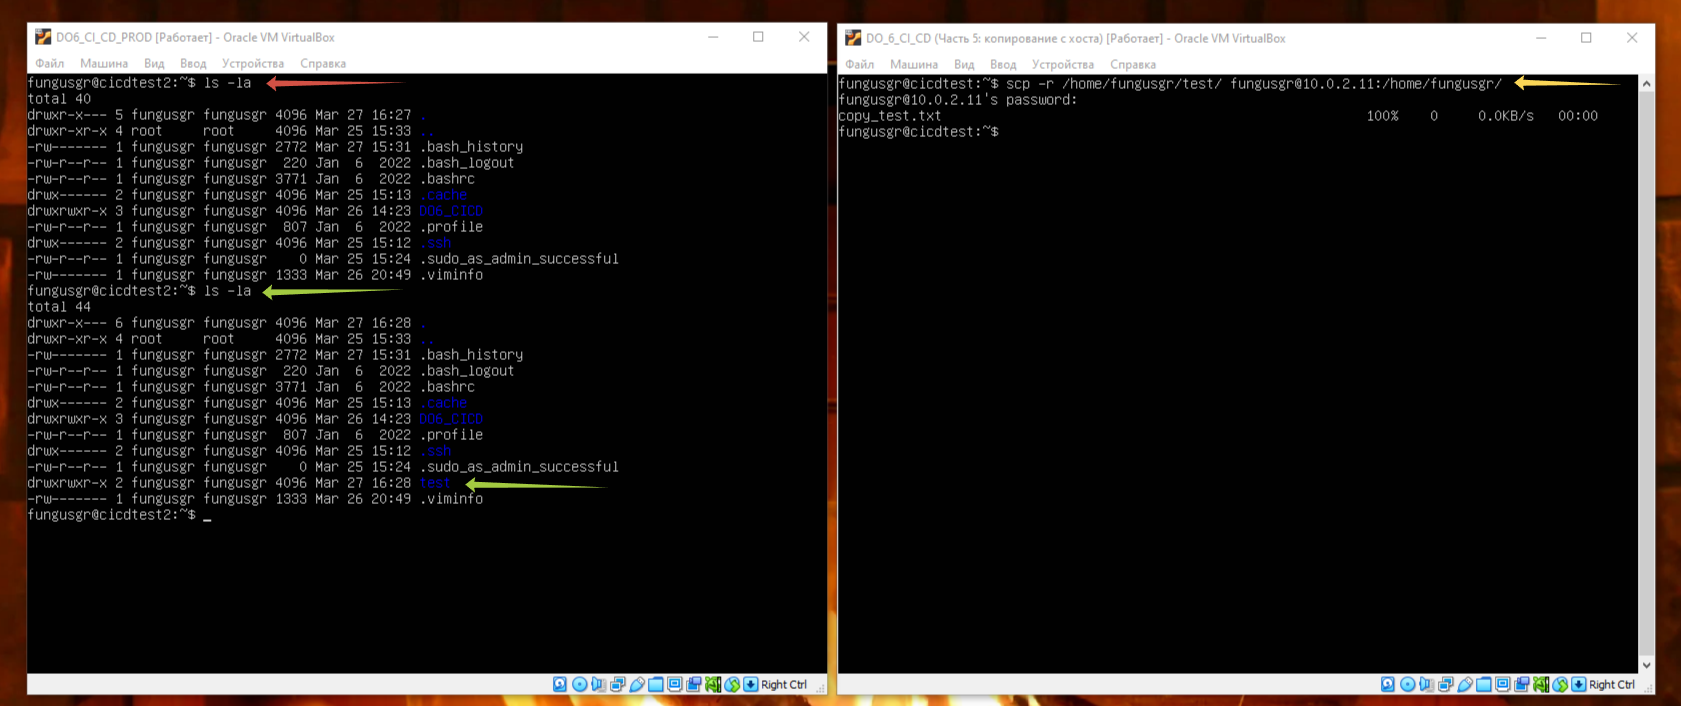 DO6_CI_CD_PROD [Работает] - Oracle VM VirtualBox
Файл Машина Вид Ввод Устройства Справка
fungusgr@cicdtest2:~$ ls -la
total 40
drwxr-x--- 5 fungusgr fungusgr 4096 Mar 27 16:27 .
drwxr-xr-x 4 root     root     4096 Mar 25 15:33 ..
-rw------- 1 fungusgr fungusgr 2772 Mar 27 15:31 .bash_history
-rw-r--r-- 1 fungusgr fungusgr  220 Jan  6  2022 .bash_logout
-rw-r--r-- 1 fungusgr fungusgr 3771 Jan  6  2022 .bashrc
drwx------ 2 fungusgr fungusgr 4096 Mar 25 15:13 .cache
drwxrwxr-x 3 fungusgr fungusgr 4096 Mar 26 14:23 DO6_CICD
-rw-r--r-- 1 fungusgr fungusgr  807 Jan  6  2022 .profile
drwx------ 2 fungusgr fungusgr 4096 Mar 25 15:12 .ssh
-rw-r--r-- 1 fungusgr fungusgr    0 Mar 25 15:24 .sudo_as_admin_successful
-rw------- 1 fungusgr fungusgr 1333 Mar 26 20:49 .viminfo
fungusgr@cicdtest2:~$ ls -la
total 44
drwxr-x--- 6 fungusgr fungusgr 4096 Mar 27 16:28 .
drwxr-xr-x 4 root     root     4096 Mar 25 15:33 ..
-rw------- 1 fungusgr fungusgr 2772 Mar 27 15:31 .bash_history
-rw-r--r-- 1 fungusgr fungusgr  220 Jan  6  2022 .bash_logout
-rw-r--r-- 1 fungusgr fungusgr 3771 Jan  6  2022 .bashrc
drwx------ 2 fungusgr fungusgr 4096 Mar 25 15:13 .cache
drwxrwxr-x 3 fungusgr fungusgr 4096 Mar 26 14:23 DO6_CICD
-rw-r--r-- 1 fungusgr fungusgr  807 Jan  6  2022 .profile
drwx------ 2 fungusgr fungusgr 4096 Mar 25 15:12 .ssh
-rw-r--r-- 1 fungusgr fungusgr    0 Mar 25 15:24 .sudo_as_admin_successful
drwxrwxr-x 2 fungusgr fungusgr 4096 Mar 27 16:28 test
-rw------- 1 fungusgr fungusgr 1333 Mar 26 20:49 .viminfo
fungusgr@cicdtest2:~$ _
Right Ctrl
DO_6_CI_CD (Часть 5: копирование с хоста) [Работает] - Oracle VM VirtualBox
Файл Машина Вид Ввод Устройства Справка
fungusgr@cicdtest:~$ scp -r /home/fungusgr/test/ fungusgr@10.0.2.11:/home/fungusgr/
fungusgr@10.0.2.11's password:
copy_test.txt 100% 0 0.0KB/s 00:00
fungusgr@cicdtest:~$
Right Ctrl